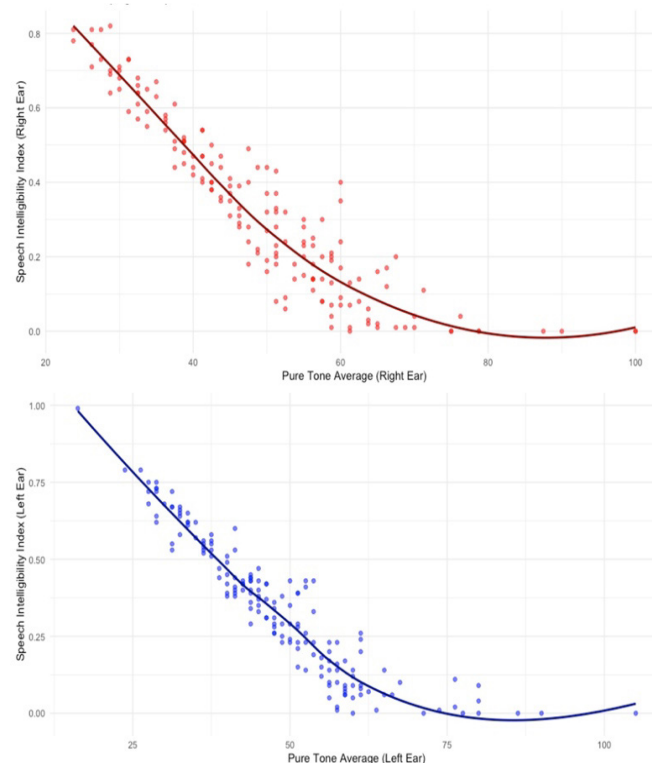 0.8
0.6
0.4
0.2
0.0
Speech Intelligibility Index (Right Ear)
20 40 60 80 100
Pure Tone Average (Right Ear)
1.00
0.75
0.50
0.25
0.00
Speech Intelligibility Index (Left Ear)
25 50 75 100
Pure Tone Average (Left Ear)